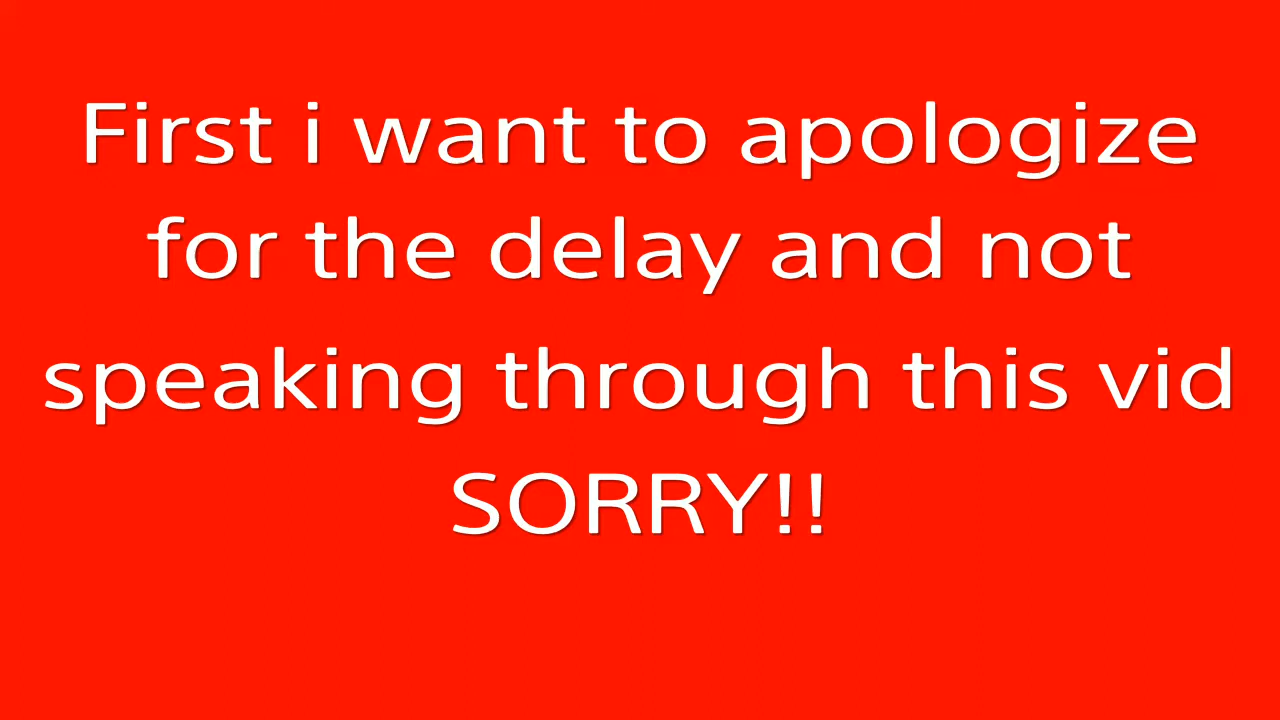 First i want to apologize
for the delay and not
speaking through this vid
SORRY!!